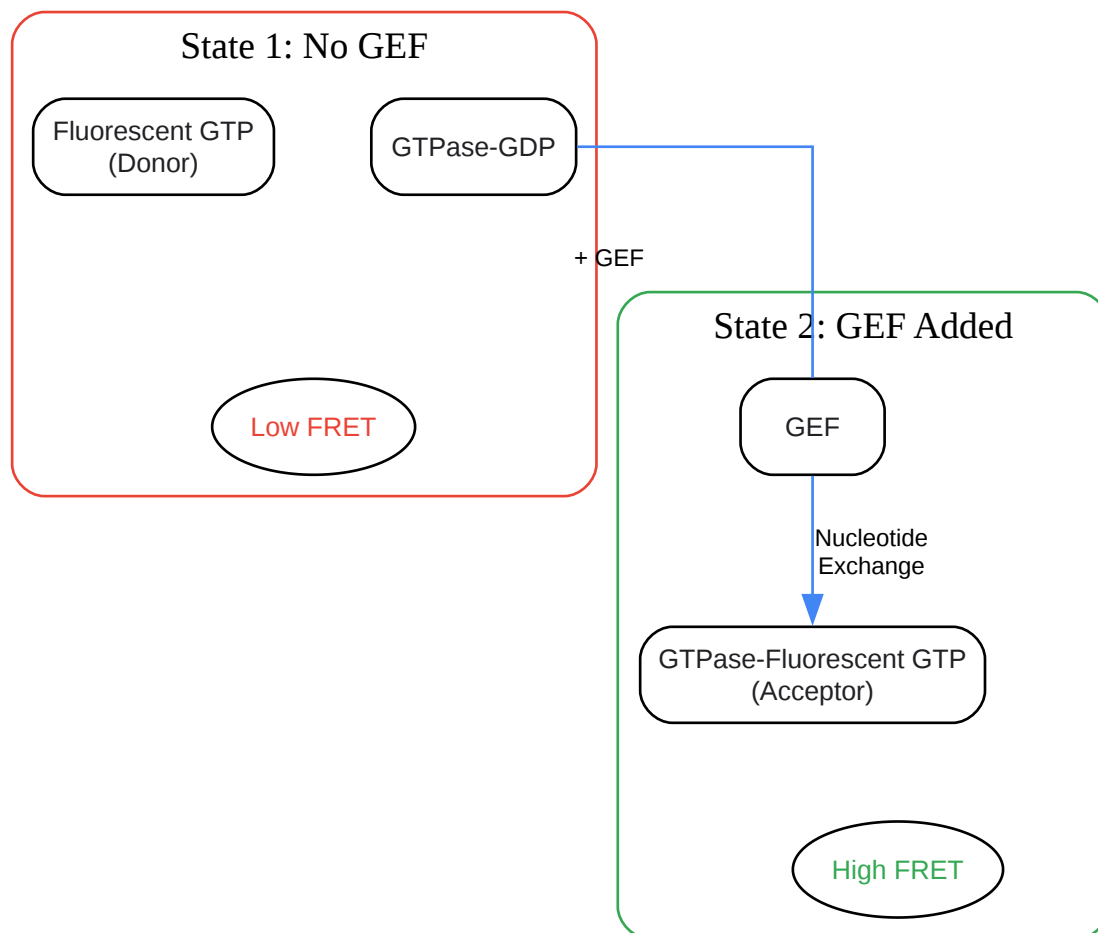 State 1: No GEF
Fluorescent GTP
(Donor)
GTPase-GDP
+ GEF
Low FRET
State 2: GEF Added
GEF
Nucleotide
Exchange
GTPase-Fluorescent GTP
(Acceptor)
High FRET